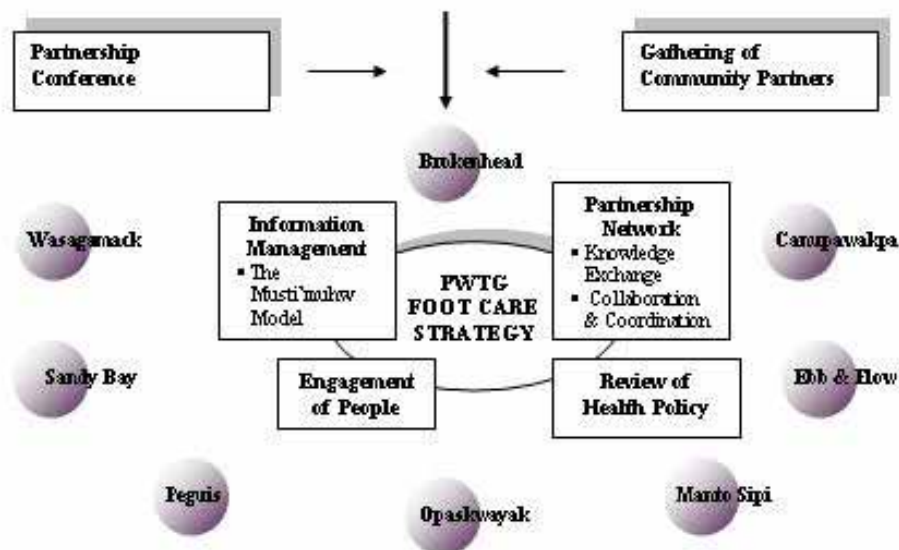 Partnership
Conference
Gathering of
Community Partners
Brokenhead
Wasagamack
Information
Management
▪ The
Musti'muhw
Model
Partnership
Network
▪ Knowledge
Exchange
▪ Collaboration
& Coordination
Canupawakpa
PWTG
FOOT CARE
STRATEGY
Sandy Bay
Engagement
of People
Review of
Health Policy
Ebb & Flow
Peguis
Opaskwayak
Manto Sipi